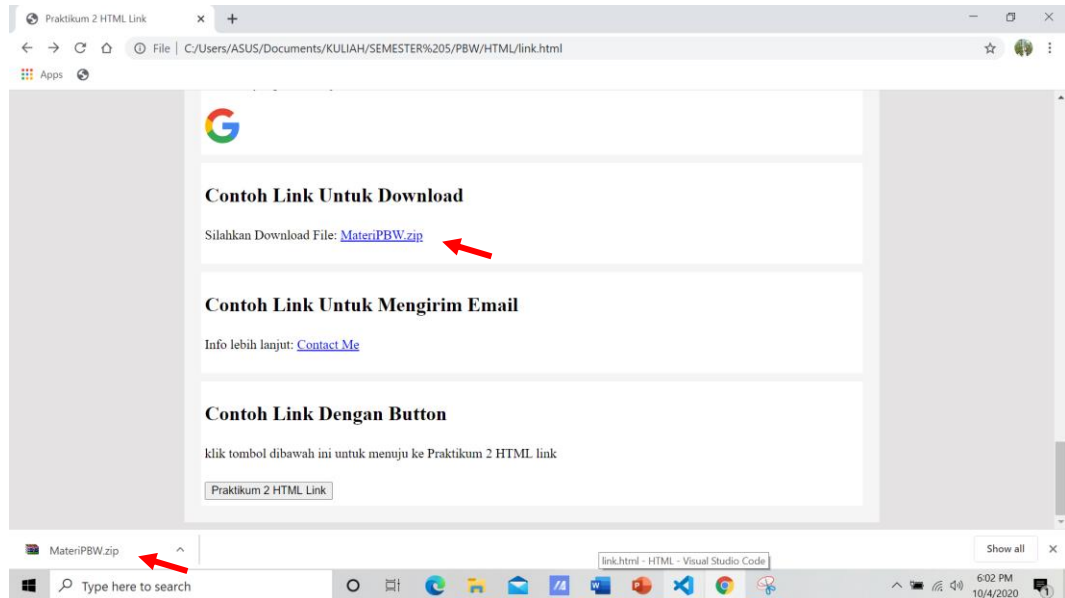 Praktikum 2 HTML Link
File | C:/Users/ASUS/Documents/KULIAH/SEMESTER%205/PBW/HTML/link.html
Apps
G
Contoh Link Untuk Download
Silahkan Download File: MateriPBW.zip
Contoh Link Untuk Mengirim Email
Info lebih lanjut: Contact Me
Contoh Link Dengan Button
klik tombol dibawah ini untuk menuju ke Praktikum 2 HTML link
Praktikum 2 HTML Link
MateriPBW.zip
Show all
link.html - HTML - Visual Studio Code
Type here to search
6:02 PM
10/4/2020